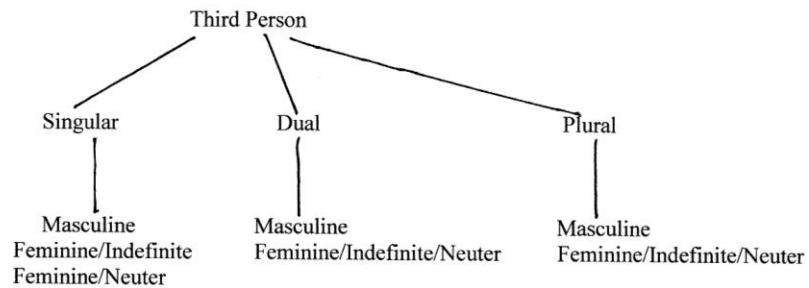 Third Person
Singular Dual Plural
Masculine Masculine Masculine
Feminine/Indefinite Feminine/Indefinite/Neuter Feminine/Indefinite/Neuter
Feminine/Neuter